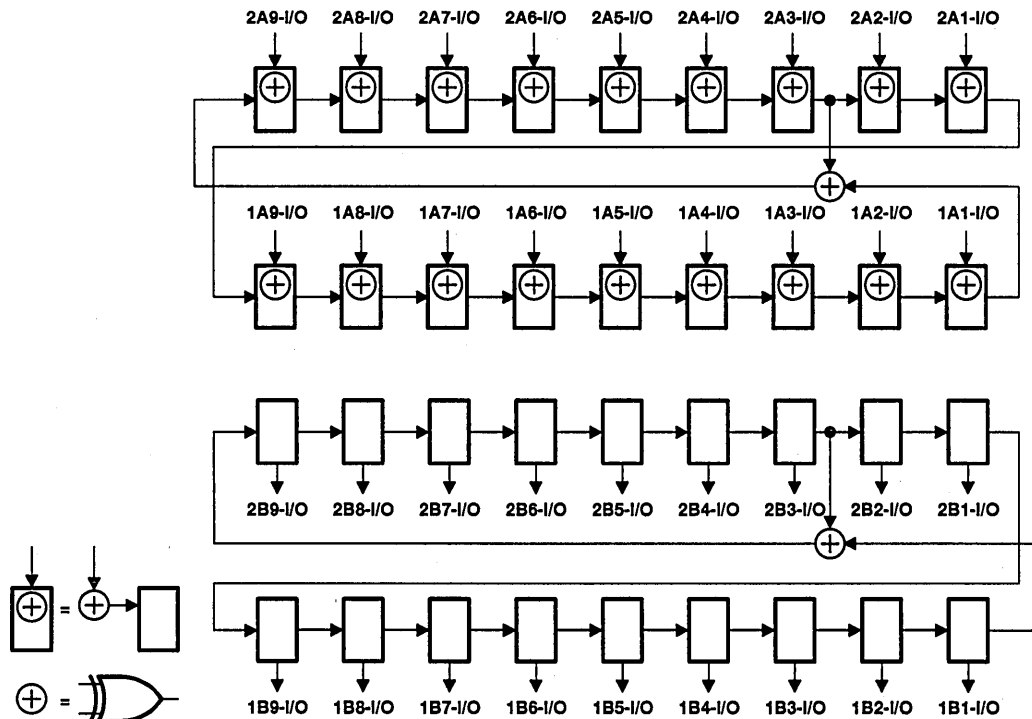 2A9-I/O 2A8-I/O 2A7-I/O 2A6-I/O 2A5-I/O 2A4-I/O 2A3-I/O 2A2-I/O 2A1-I/O
1A9-I/O 1A8-I/O 1A7-I/O 1A6-I/O 1A5-I/O 1A4-I/O 1A3-I/O 1A2-I/O 1A1-I/O
2B9-I/O 2B8-I/O 2B7-I/O 2B6-I/O 2B5-I/O 2B4-I/O 2B3-I/O 2B2-I/O 2B1-I/O
=
=
1B9-I/O 1B8-I/O 1B7-I/O 1B6-I/O 1B5-I/O 1B4-I/O 1B3-I/O 1B2-I/O 1B1-I/O